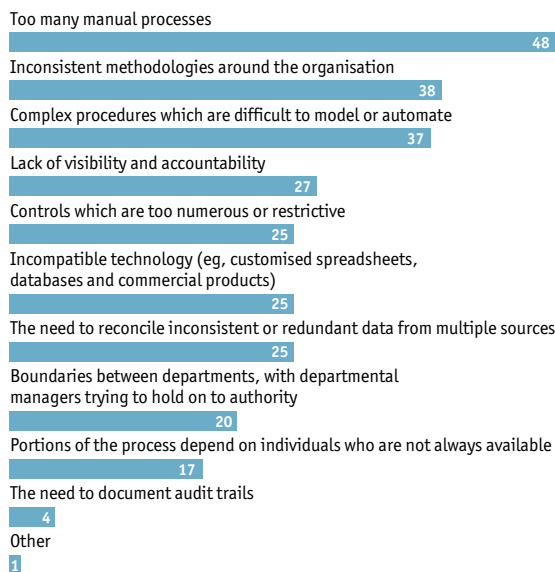 Too many manual processes
48
Inconsistent methodologies around the organisation
38
Complex procedures which are difficult to model or automate
37
Lack of visibility and accountability
27
Controls which are too numerous or restrictive
25
Incompatible technology (eg, customised spreadsheets,
databases and commercial products)
25
The need to reconcile inconsistent or redundant data from multiple sources
25
Boundaries between departments, with departmental
managers trying to hold on to authority
20
Portions of the process depend on individuals who are not always available
17
The need to document audit trails
4
Other
1